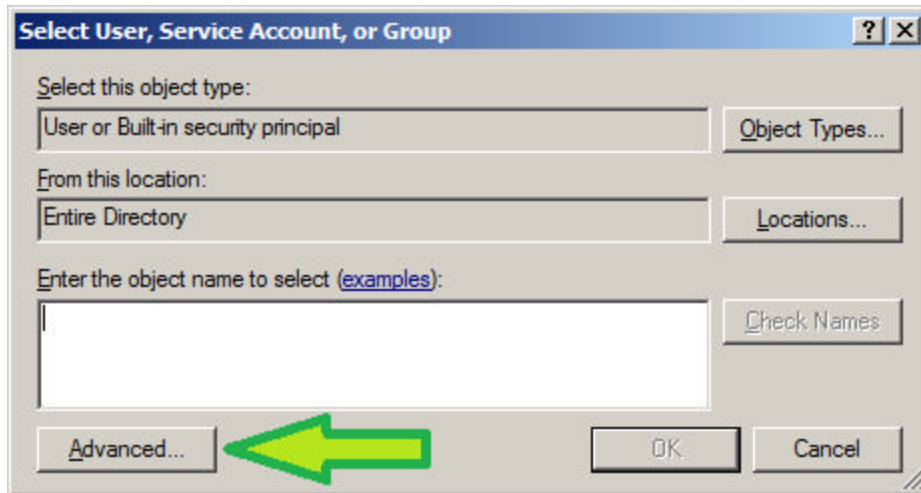 Select User, Service Account, or Group
Select this object type:
User or Built-in security principal
Object Types...
From this location:
Entire Directory
Locations...
Enter the object name to select (examples):
Check Names
Advanced...
OK
Cancel